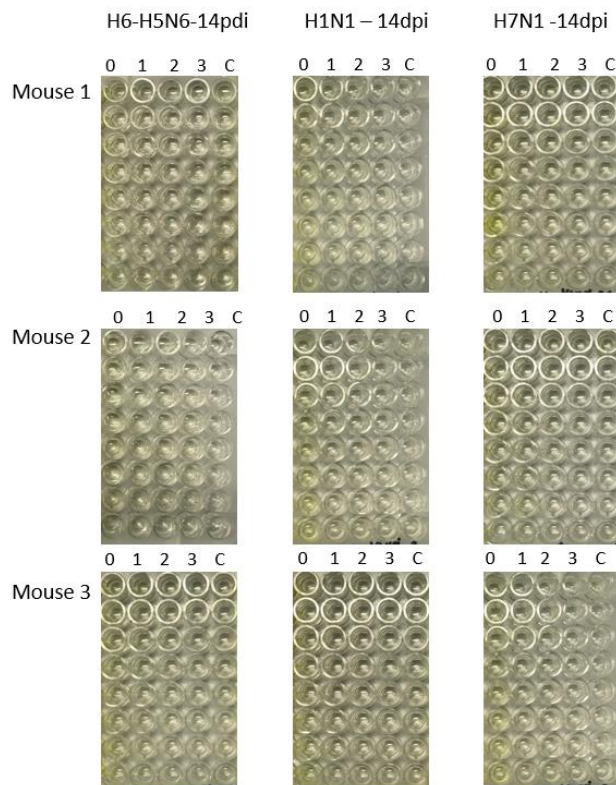 H6-H5N6-14pdi H1N1 – 14dpi H7N1 -14dpi
0 1 2 3 C 0 1 2 3 C 0 1 2 3 C
Mouse 1
0 1 2 3 C 0 1 2 3 C 0 1 2 3 C
Mouse 2
0 1 2 3 C 0 1 2 3 C 0 1 2 3 C
Mouse 3